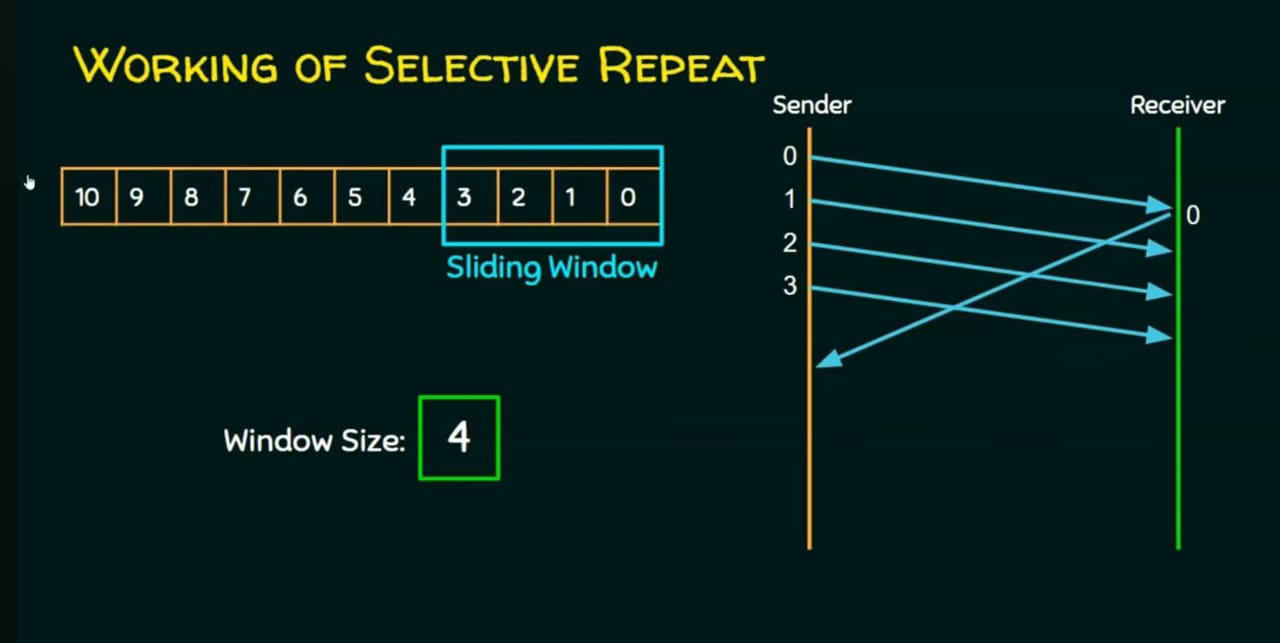 WORKING OF SELECTIVE REPEAT
Sender Receiver
10 9 8 7 6 5 4 3 2 1 0
Sliding Window
0
1
2
3
0
Window Size: 4